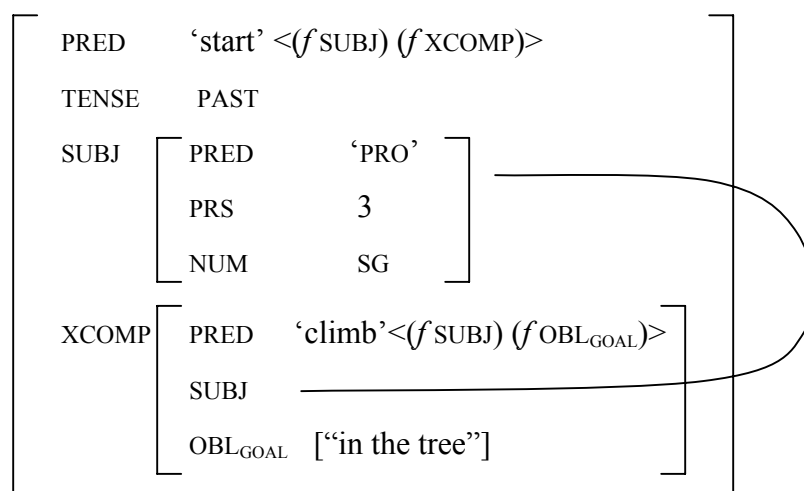 PRED ‘start’ <(f SUBJ) (f XCOMP)>
TENSE PAST
SUBJ PRED ‘PRO’
PRS 3
NUM SG
XCOMP PRED ‘climb’<(f SUBJ) (f OBLGOAL)>
SUBJ
OBLGOAL [“in the tree”]